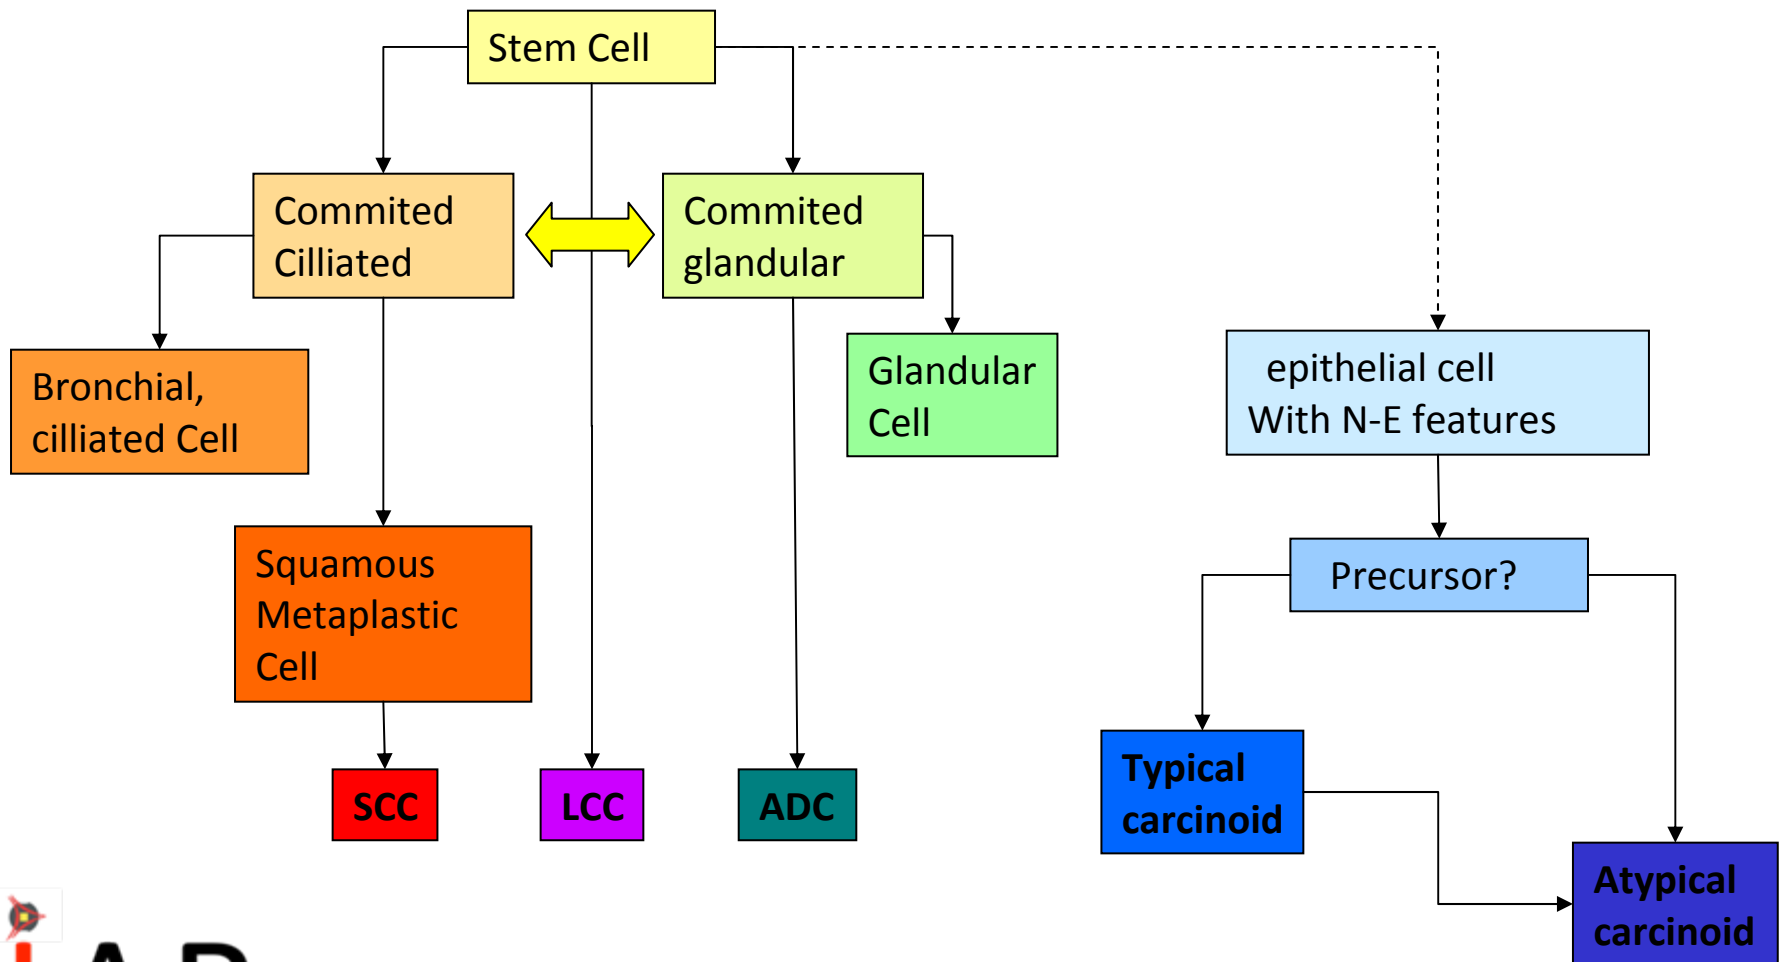 Stem Cell
Commited
Cilliated
Commited
glandular
Bronchial,
cilliated Cell
Glandular
Cell
epithelial cell
With N-E features
Squamous
Metaplastic
Cell
Precursor?
Typical
carcinoid
SCC
LCC
ADC
Atypical
carcinoid